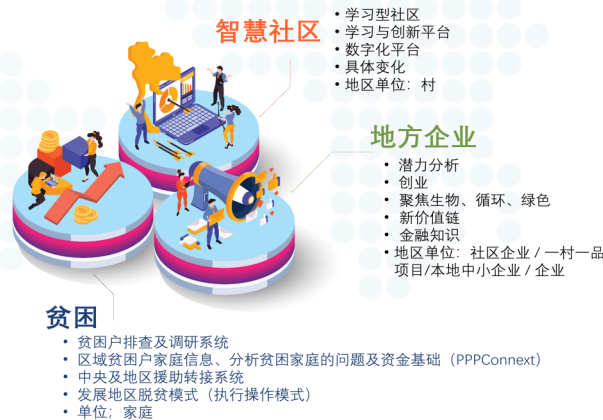 智慧社区
• 学习型社区
• 学习与创新平台
• 数字化平台
• 具体变化
• 地区单位：村
地方企业
• 潜力分析
• 创业
• 聚焦生物、循环、绿色
• 新价值链
• 金融知识
• 地区单位：社区企业 / 一村一品
项目/本地中小企业 / 企业
贫困
• 贫困户排查及调研系统
• 区域贫困户家庭信息、分析贫困家庭的问题及资金基础（PPPConnext）
• 中央及地区援助转接系统
• 发展地区脱贫模式（执行操作模式）
• 单位；家庭